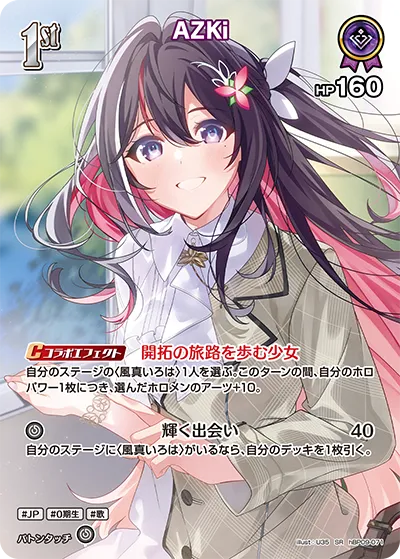 1st
AZKi
HP160
コラボエフェクト 開拓の旅路を歩む少女
自分のステージの〈風真いろは〉1人を選ぶ。このターンの間、自分のホロ
パワー1枚につき、選んだホロメンのアーツ+10。
輝く出会い 40
自分のステージに〈風真いろは〉がいるなら、自分のデッキを1枚引く。
#JP #0期生 #歌
バトンタッチ
illust: U35 SR hBP05-071